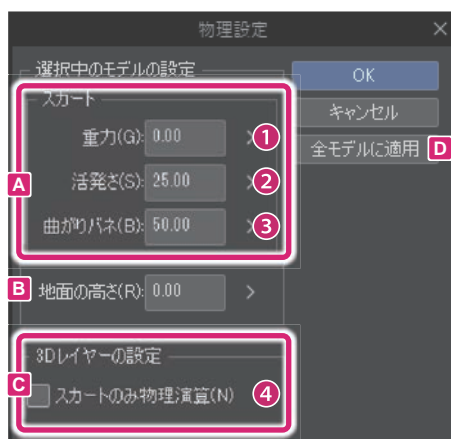 物理設定
選択中のモデルの設定
OK
スカート
キャンセル
重力(G): 0.00 1
全モデルに適用 D
A 活発さ(S): 25.00 2
曲がりバネ(B): 50.00 3
B 地面の高さ(R): 0.00
3Dレイヤーの設定
C スカートのみ物理演算(N) 4